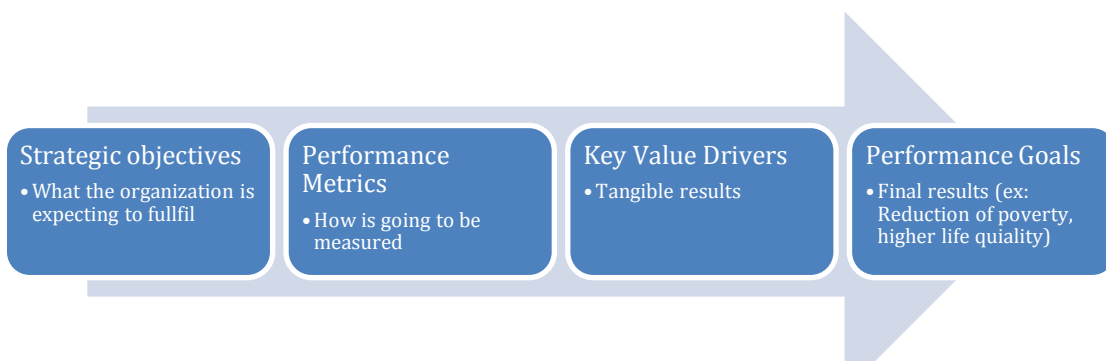 Strategic objectives
• What the organization is
expecting to fullfil
Performance
Metrics
• How is going to be
measured
Key Value Drivers
• Tangible results
Performance Goals
• Final results (ex:
Reduction of poverty,
higher life quiality)